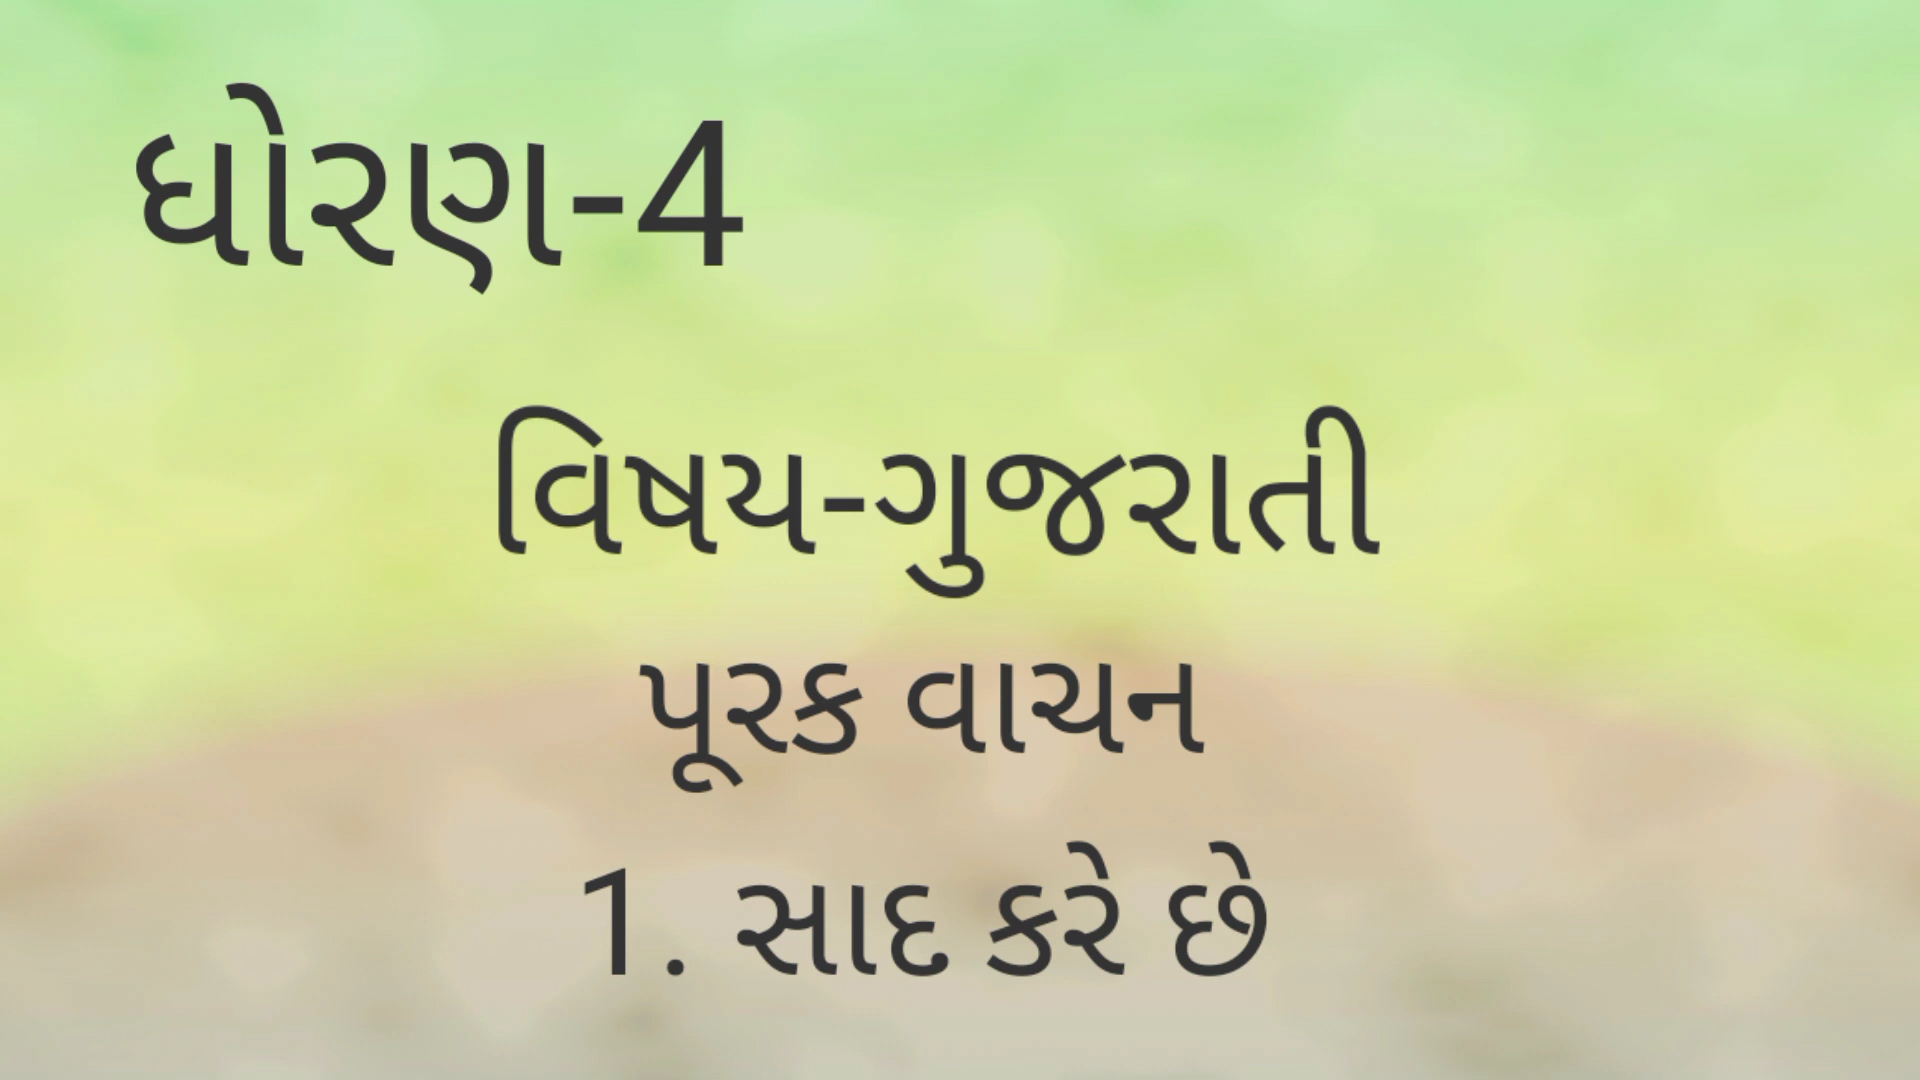 ધોરણ-4
વિષય-ગુજરાતી
પૂરક વાચન
1. સાદ કરે છે